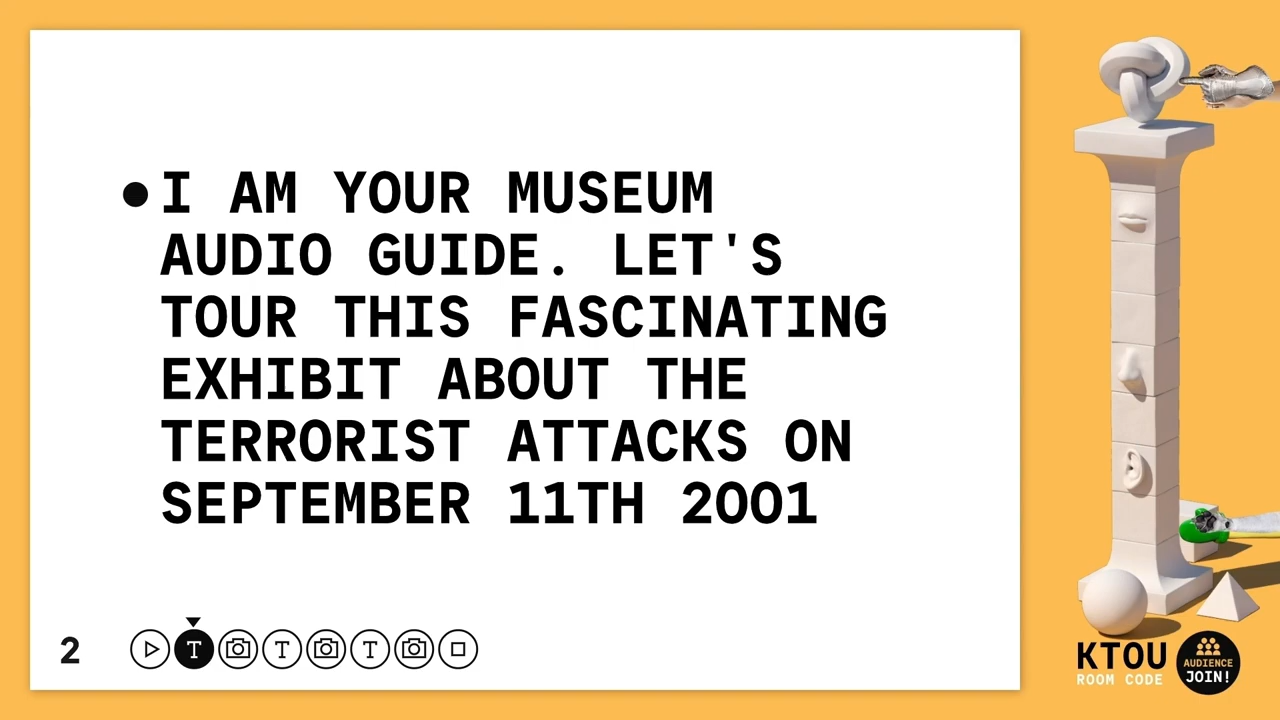 ● I AM YOUR MUSEUM
AUDIO GUIDE. LET'S
TOUR THIS FASCINATING
EXHIBIT ABOUT THE
TERRORIST ATTACKS ON
SEPTEMBER 11TH 2001
2
T
T
T
KTOU
ROOM CODE
AUDIENCE
JOIN!